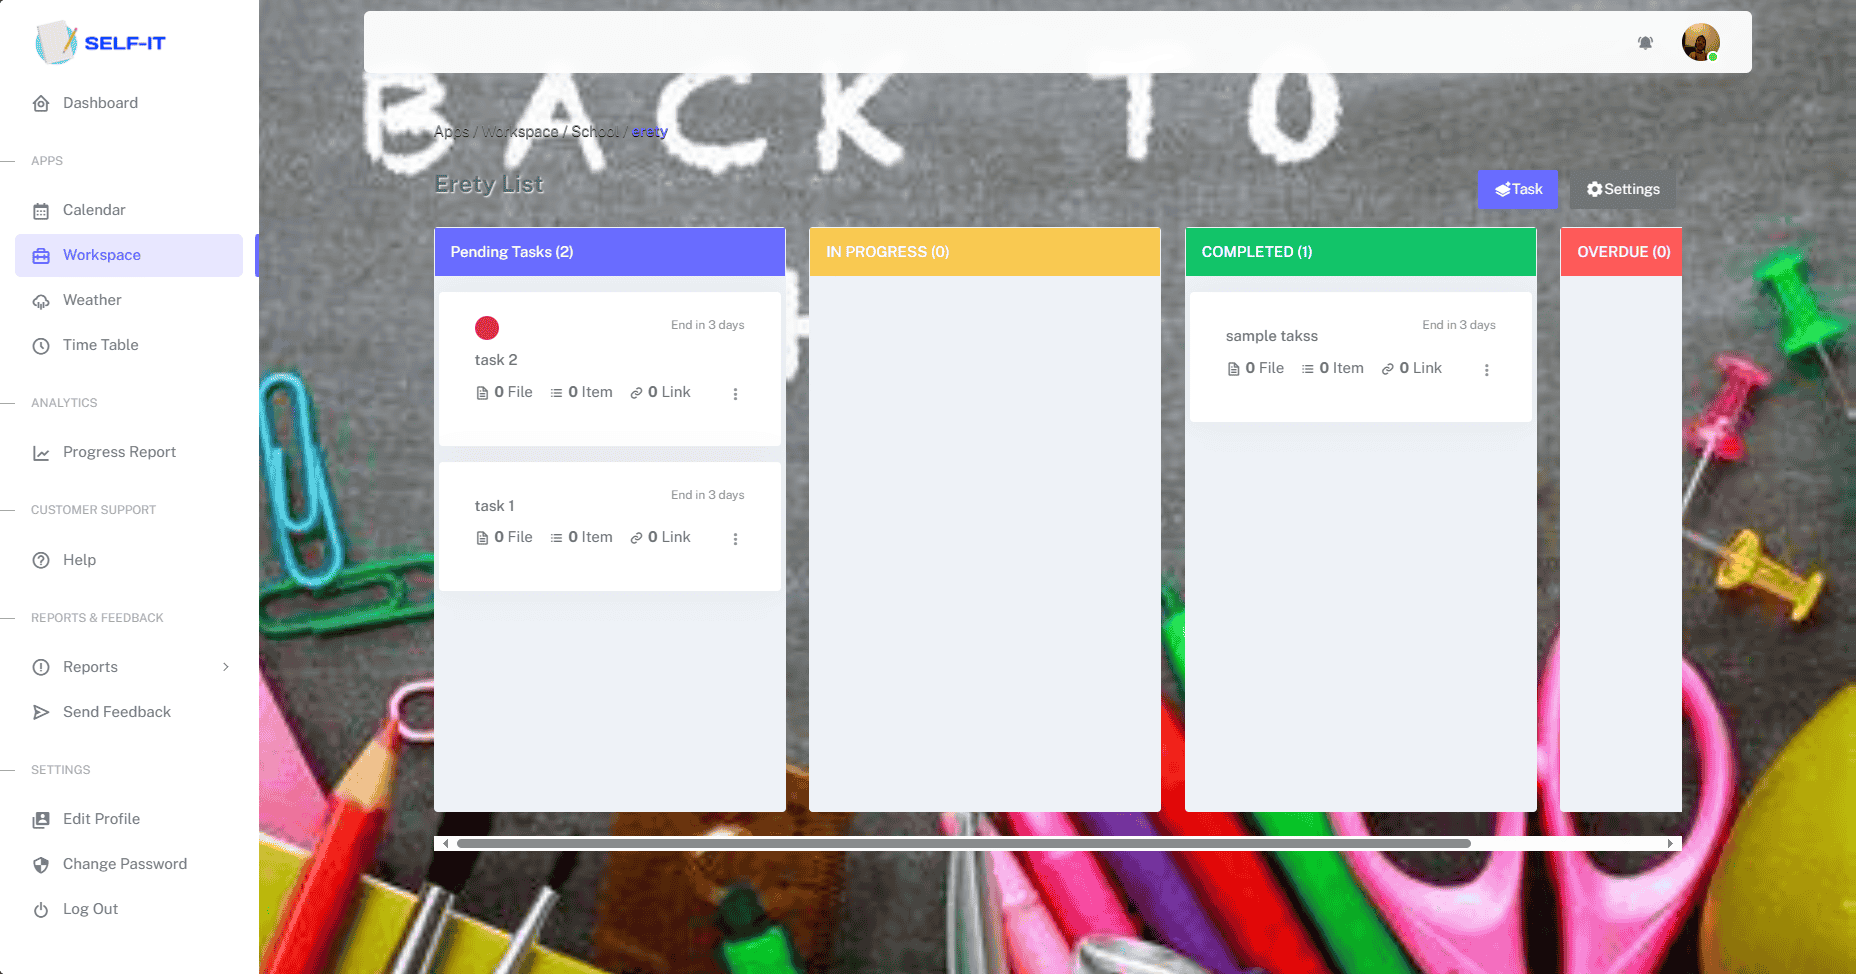 SELF-IT
Dashboard
APPS
Calendar
Workspace
Weather
Time Table
ANALYTICS
Progress Report
CUSTOMER SUPPORT
Help
REPORTS & FEEDBACK
Reports
Send Feedback
SETTINGS
Edit Profile
Change Password
Log Out
BACK TO
Apps / Workspace / School / erety
Erety List
Task
Settings
Pending Tasks (2)
End in 3 days
task 2
0 File 0 Item 0 Link
End in 3 days
task 1
0 File 0 Item 0 Link
IN PROGRESS (0)
COMPLETED (1)
End in 3 days
sample takss
0 File 0 Item 0 Link
OVERDUE (0)